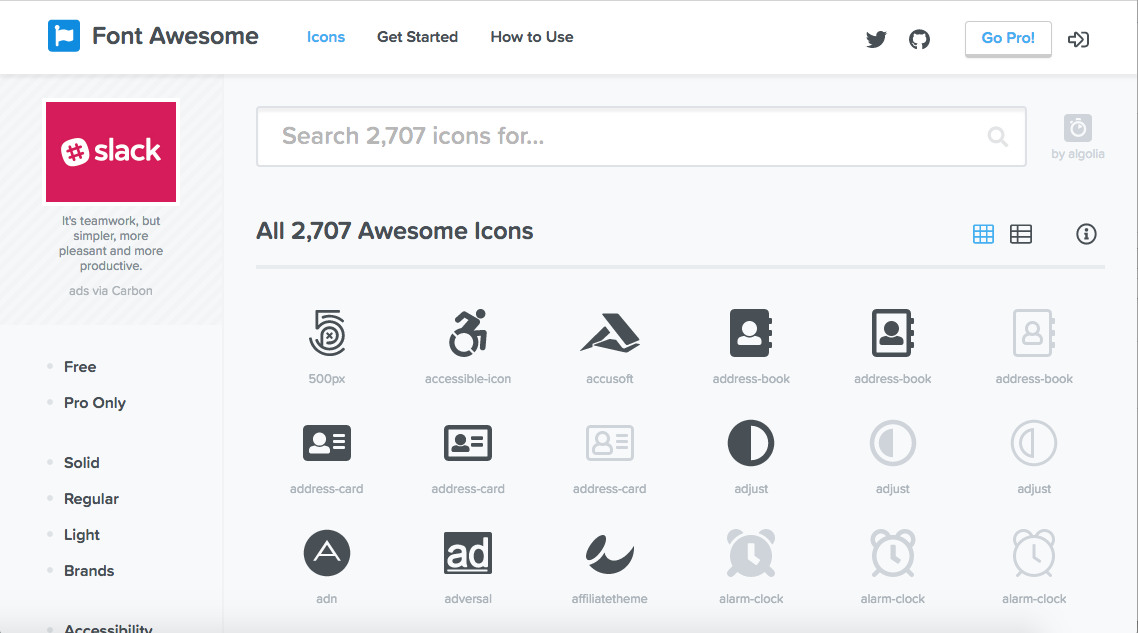 Font Awesome
Icons
Get Started
How to Use
Go Pro!
slack
It's teamwork, but
simpler, more
pleasant and more
productive.
ads via Carbon
Free
Pro Only
Solid
Regular
Light
Brands
Accessibility
Search 2,707 icons for...
by algolia
All 2,707 Awesome Icons
500px
accessible-icon
accusoft
address-book
address-book
address-book
address-card
address-card
address-card
adjust
adjust
adjust
ad
adn
adversal
affiliatetheme
alarm-clock
alarm-clock
alarm-clock